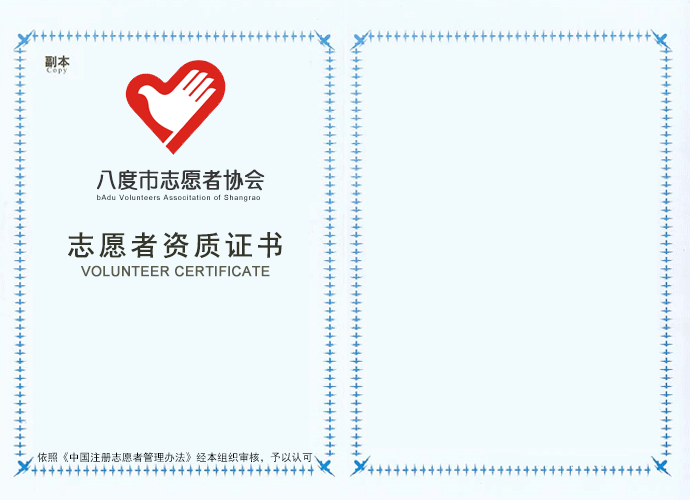 副本
Copy
八度市志愿者协会
bAdu Volunteers Associtation of Shangrao
志愿者资质证书
VOLUNTEER CERTIFICATE
依照《中国注册志愿者管理办法》经本组织审核，予以认可